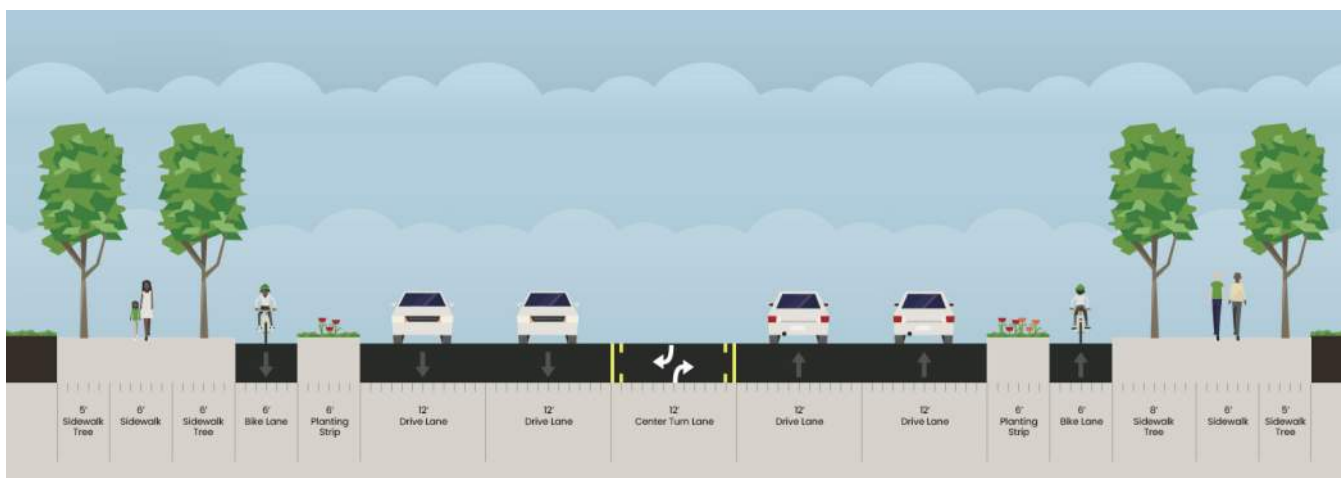 5'
Sidewalk
Tree
6'
Sidewalk
6'
Sidewalk
Tree
6'
Bike Lane
6'
Planting
Strip
12'
Drive Lane
12'
Drive Lane
12'
Center Turn Lane
12'
Drive Lane
12'
Drive Lane
6'
Planting
Strip
6'
Bike Lane
8'
Sidewalk
Tree
6'
Sidewalk
5'
Sidewalk
Tree